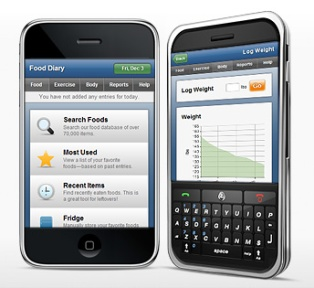 Food Diary
Fri, Dec 3
Food Exercise Body Reports Help
You have not added any entries for today.
Search Foods
Search our food database of over
70,000 items.
Most Used
View a list of your favorite
foods—based on past entries.
Recent Items
Find recently eaten foods. This is
a great tool for leftovers!
Fridge
Manually store your favorite foods
Log Weight
Food Exercise Body Reports Help
Log Weight
lbs
Go
Weight
Q W E R T Y U I O P
A S D F G H J K L
Z X C V B N M
space